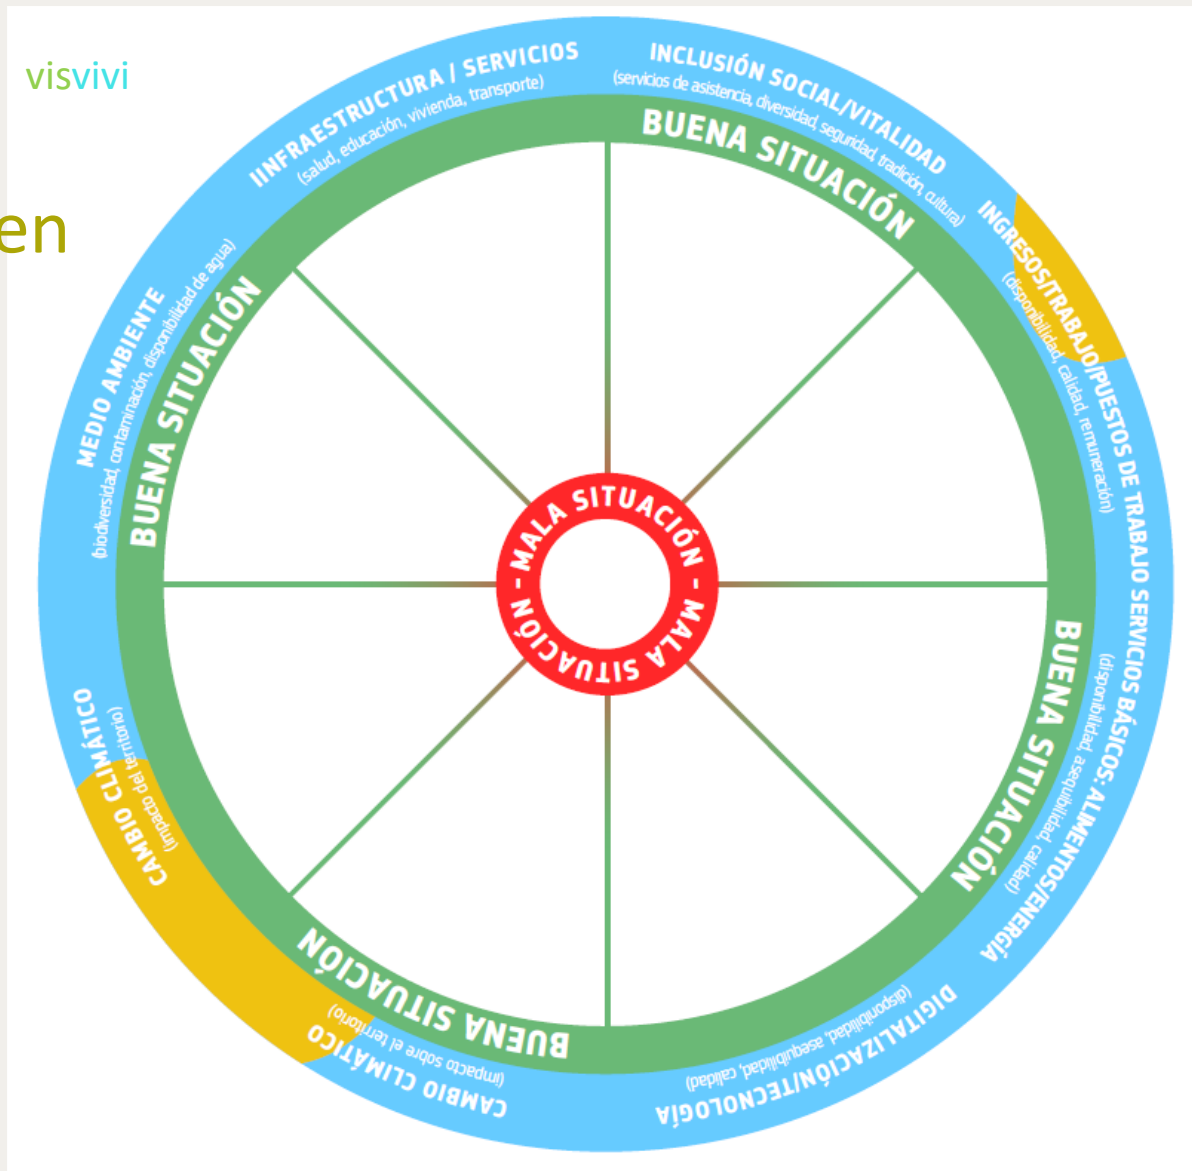 visvivi
en
IINFRAESTRUCTURA / SERVICIOS
(salud, educación, vivienda, transporte)
INCLUSIÓN SOCIAL/VITALIDAD
(servicios de asistencia, diversidad, seguridad, tradición, cultura)
INGRESOS/TRABAJO/PUESTOS DE TRABAJO SERVICIOS BÁSICOS: ALIMENTOS/ENERGÍA
(disponibilidad, calidad, remuneración)
(disponibilidad, asequibilidad, calidad)
DIGITALIZACIÓN/TECNOLOGÍA
(disponibilidad, asequibilidad, calidad)
CAMBIO CLIMÁTICO
(impacto sobre el territorio)
CAMBIO CLIMÁTICO
(impacto del territorio)
MEDIO AMBIENTE
(biodiversidad, contaminación, disponibilidad de agua)
BUENA SITUACIÓN
BUENA SITUACIÓN
BUENA SITUACIÓN
BUENA SITUACIÓN
- MALA SITUACIÓN - MALA SITUACIÓN